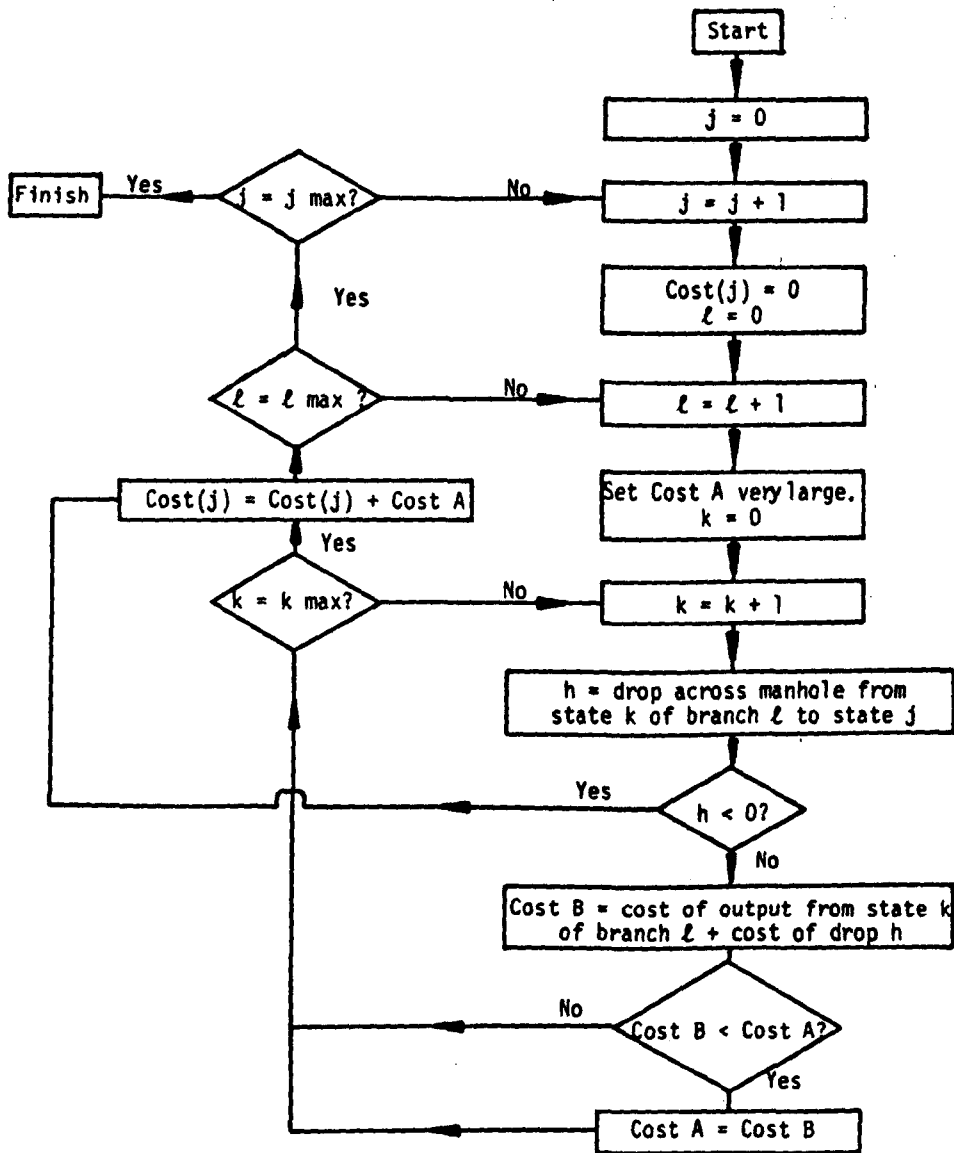 Start
j = 0
Finish
Yes
j = j max?
No
j = j + 1
Cost(j) = 0
ℓ = 0
Yes
ℓ = ℓ max ?
No
ℓ = ℓ + 1
Cost(j) = Cost(j) + Cost A
Set Cost A very large.
k = 0
Yes
k = k max?
No
k = k + 1
h = drop across manhole from
state k of branch ℓ to state j
Yes
h < 0?
No
Cost B = cost of output from state k
of branch ℓ + cost of drop h
No
Cost B < Cost A?
Yes
Cost A = Cost B